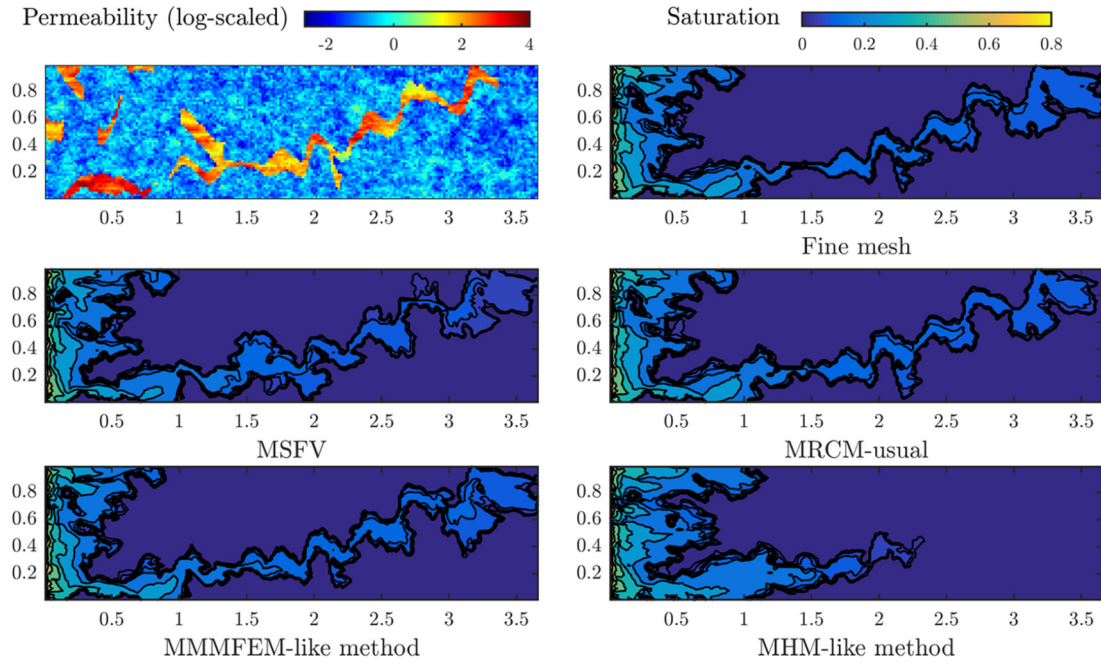 Permeability (log-scaled)
-2 0 2 4
Saturation
0 0.2 0.4 0.6 0.8
0.8
0.6
0.4
0.2
0.5 1 1.5 2 2.5 3 3.5
0.8
0.6
0.4
0.2
0.5 1 1.5 2 2.5 3 3.5
Fine mesh
0.8
0.6
0.4
0.2
0.5 1 1.5 2 2.5 3 3.5
MSFV
0.8
0.6
0.4
0.2
0.5 1 1.5 2 2.5 3 3.5
MRCM-usual
0.8
0.6
0.4
0.2
0.5 1 1.5 2 2.5 3 3.5
MMMFEM-like method
0.8
0.6
0.4
0.2
0.5 1 1.5 2 2.5 3 3.5
MHM-like method